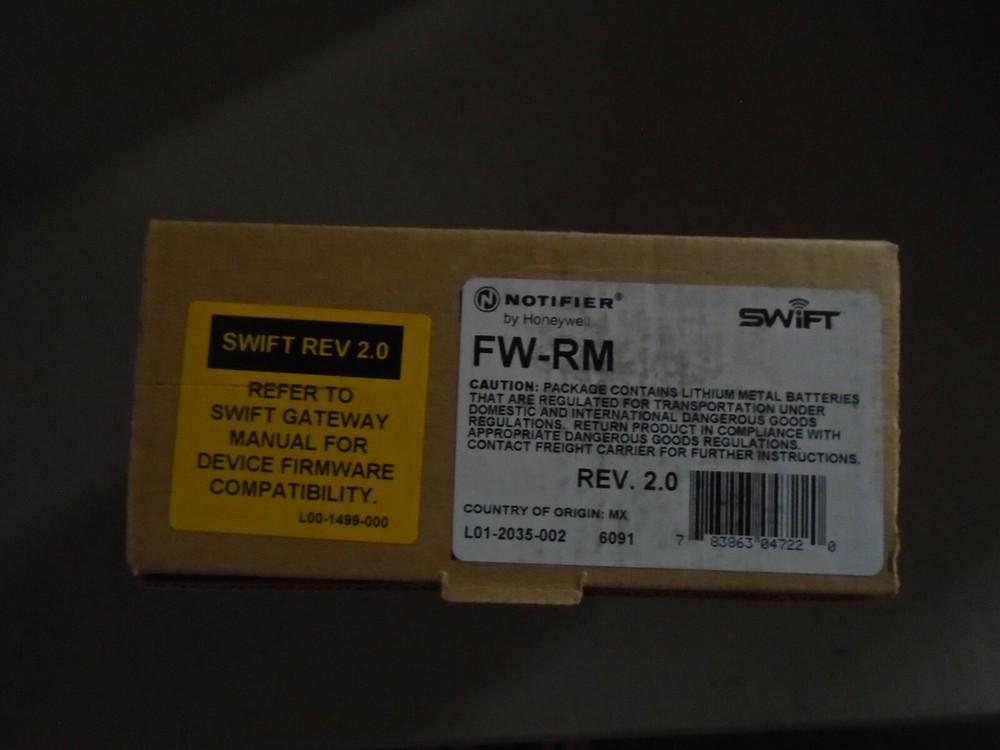 SWIFT REV 2.0
REFER TO
SWIFT GATEWAY
MANUAL FOR
DEVICE FIRMWARE
COMPATIBILITY.
L00-1499-000
NOTIFIER®
by Honeywell
SWiFT
FW-RM
CAUTION: PACKAGE CONTAINS LITHIUM METAL BATTERIES
THAT ARE REGULATED FOR TRANSPORTATION UNDER
DOMESTIC AND INTERNATIONAL DANGEROUS GOODS
REGULATIONS. RETURN PRODUCT IN COMPLIANCE WITH
APPROPRIATE DANGEROUS GOODS REGULATIONS.
CONTACT FREIGHT CARRIER FOR FURTHER INSTRUCTIONS.
REV. 2.0
COUNTRY OF ORIGIN: MX
L01-2035-002 6091
7 83863 04722 0